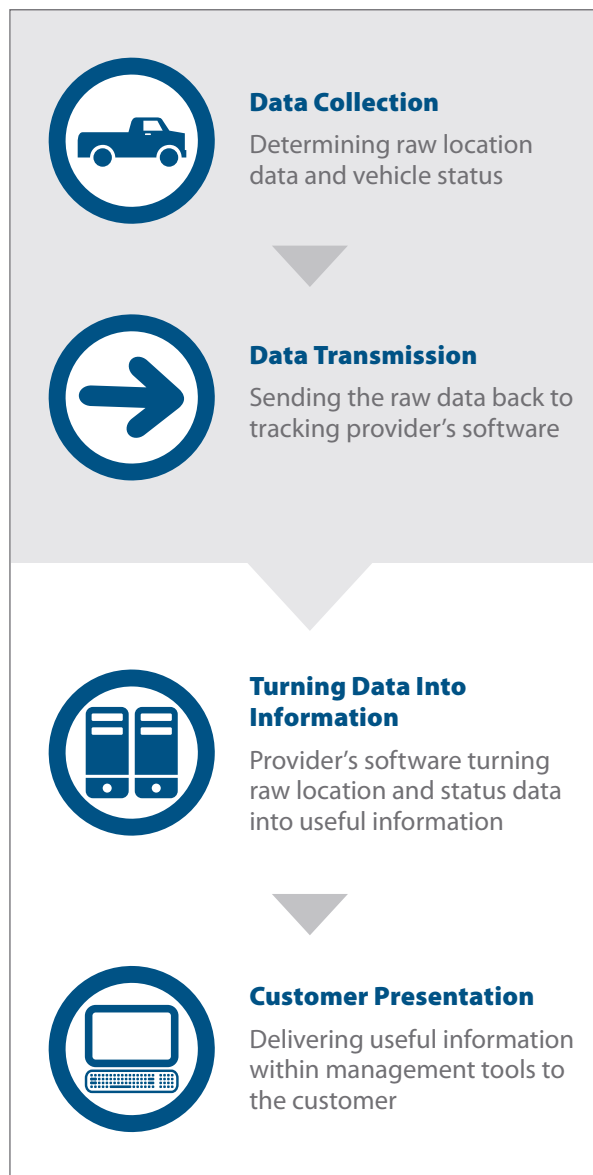 Data Collection
Determining raw location
data and vehicle status
Data Transmission
Sending the raw data back to
tracking provider’s software
Turning Data Into
Information
Provider’s software turning
raw location and status data
into useful information
Customer Presentation
Delivering useful information
within management tools to
the customer